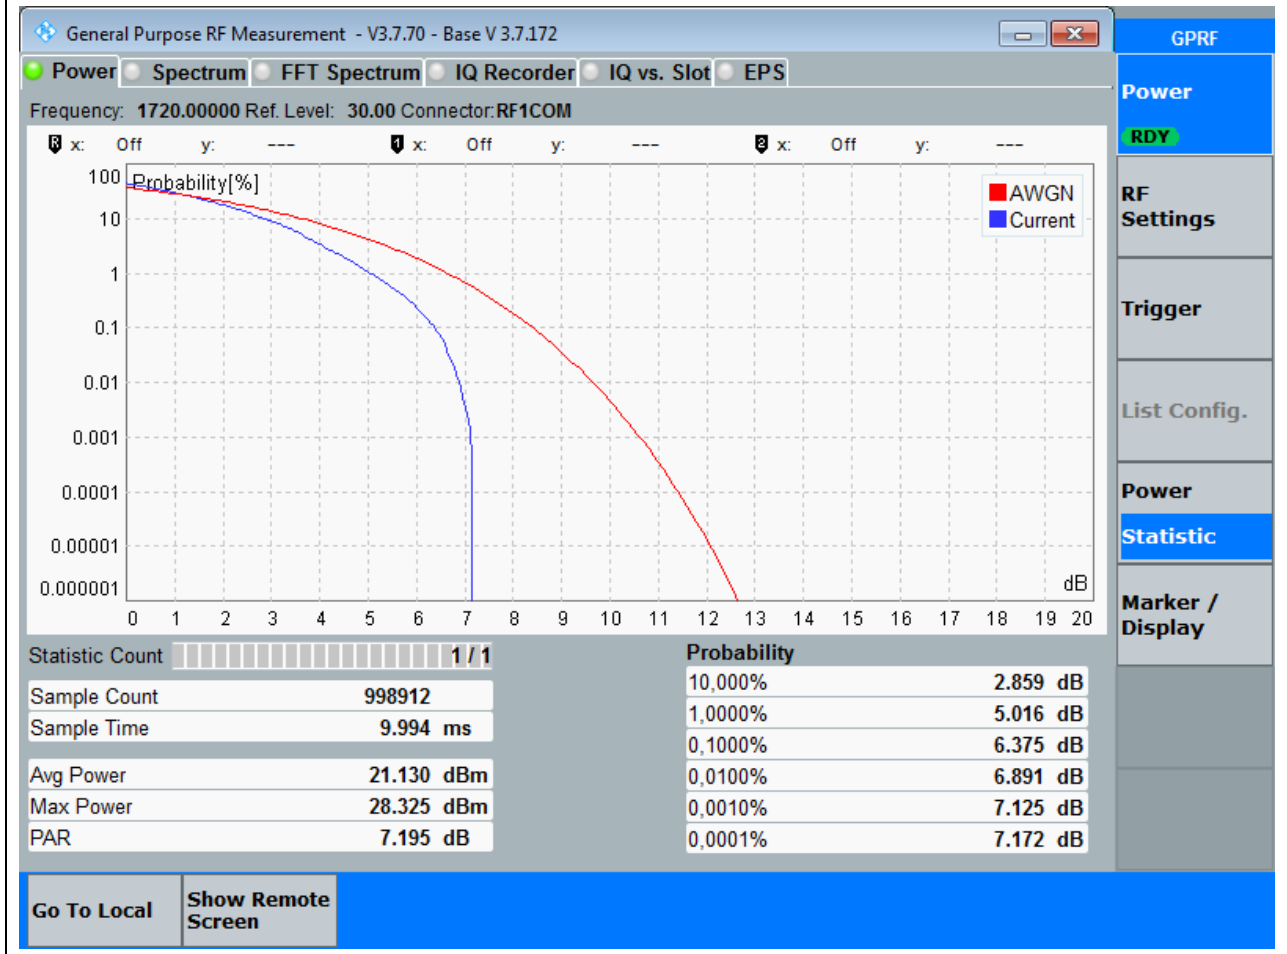 General Purpose RF Measurement - V3.7.70 - Base V 3.7.172
GPRF
Power Spectrum FFT Spectrum IQ Recorder IQ vs. Slot EPS
Frequency: 1720.00000 Ref. Level: 30.00 Connector: RF1COM
R x: Off y: --- 1 x: Off y: --- 2 x: Off y: ---
Probability[%]
AWGN
Current
100
10
1
0.1
0.01
0.001
0.0001
0.00001
0.000001
dB
0 1 2 3 4 5 6 7 8 9 10 11 12 13 14 15 16 17 18 19 20
Statistic Count 1 / 1
Sample Count 998912
Sample Time 9.994 ms
Avg Power 21.130 dBm
Max Power 28.325 dBm
PAR 7.195 dB
Probability
10,000% 2.859 dB
1,0000% 5.016 dB
0,1000% 6.375 dB
0,0100% 6.891 dB
0,0010% 7.125 dB
0,0001% 7.172 dB
Power
RDY
RF
Settings
Trigger
List Config.
Power
Statistic
Marker /
Display
Go To Local
Show Remote
Screen